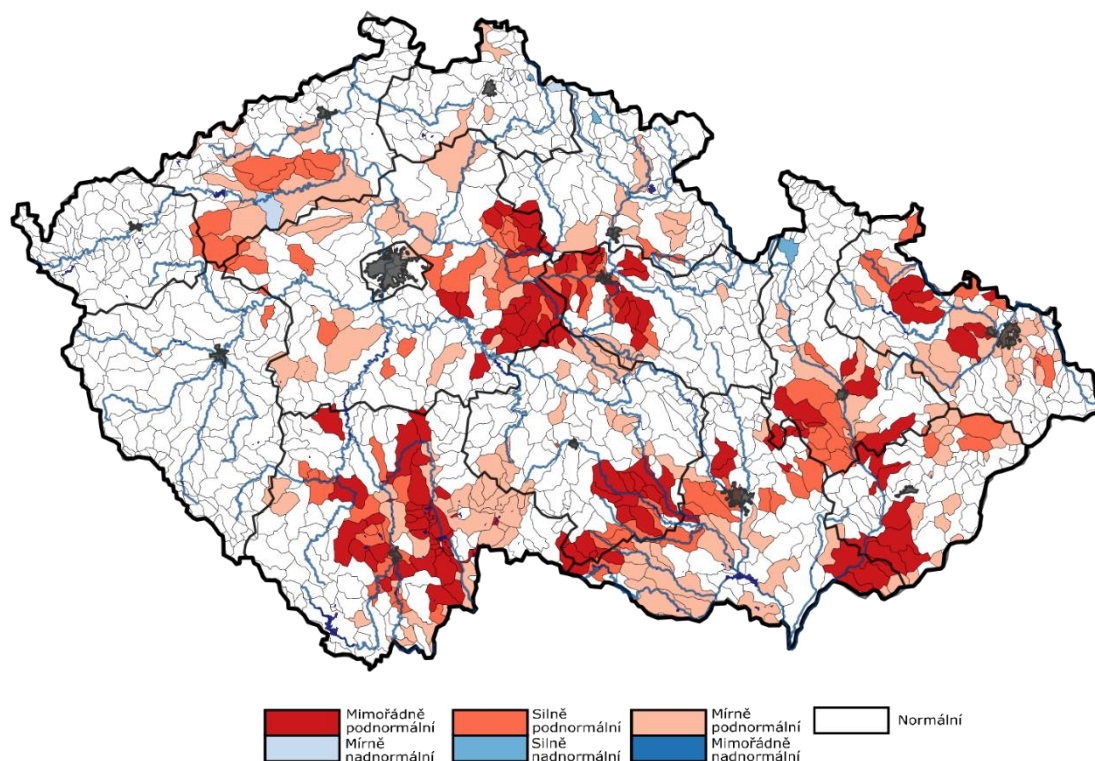 Mimořádně
podnormální
Silně
podnormální
Mírně
podnormální
Normální
Mírně
nadnormální
Silně
nadnormální
Mimořádně
nadnormální